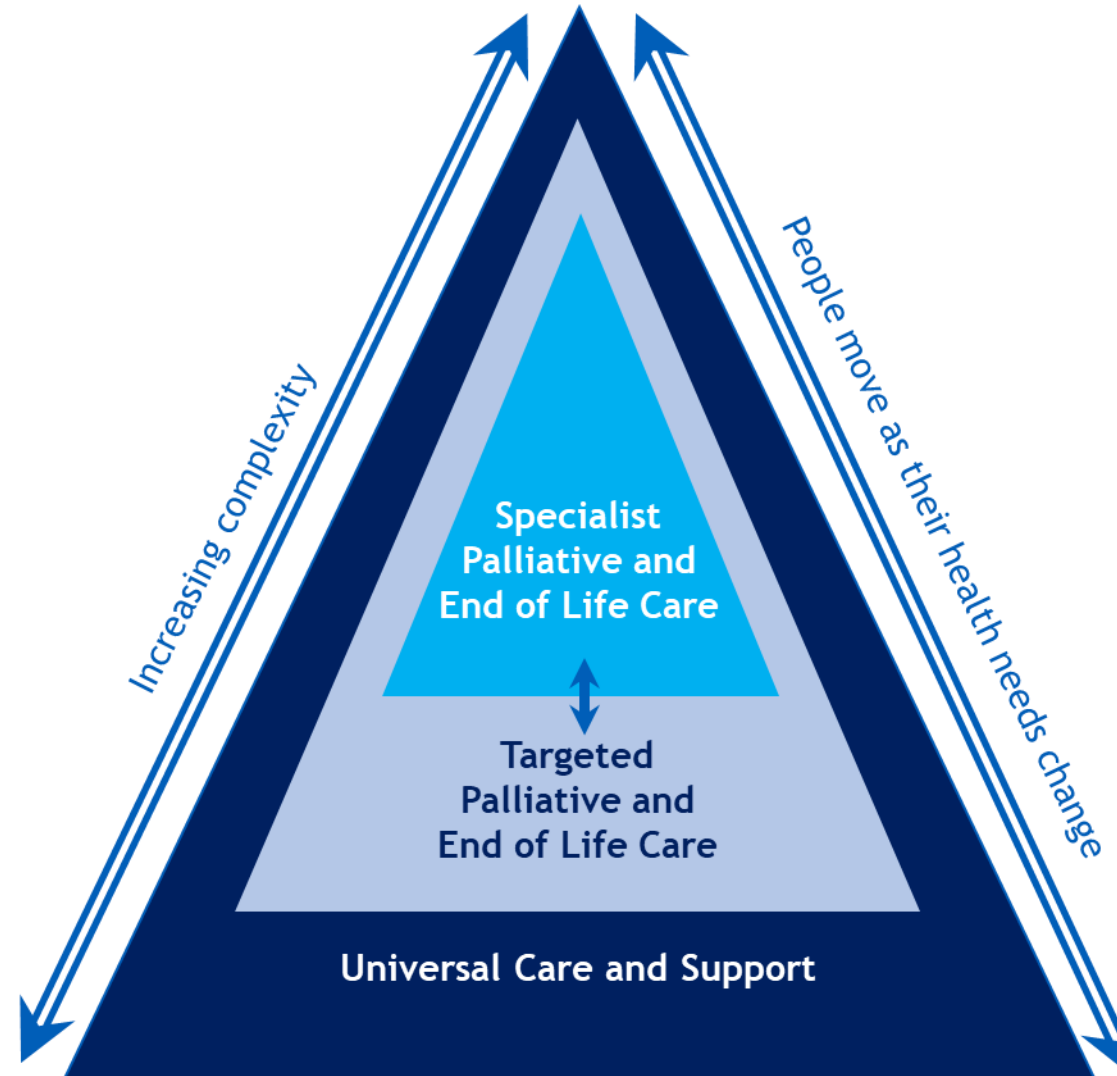 Increasing complexity
People move as their health needs change
Specialist
Palliative and
End of Life Care
Targeted
Palliative and
End of Life Care
Universal Care and Support